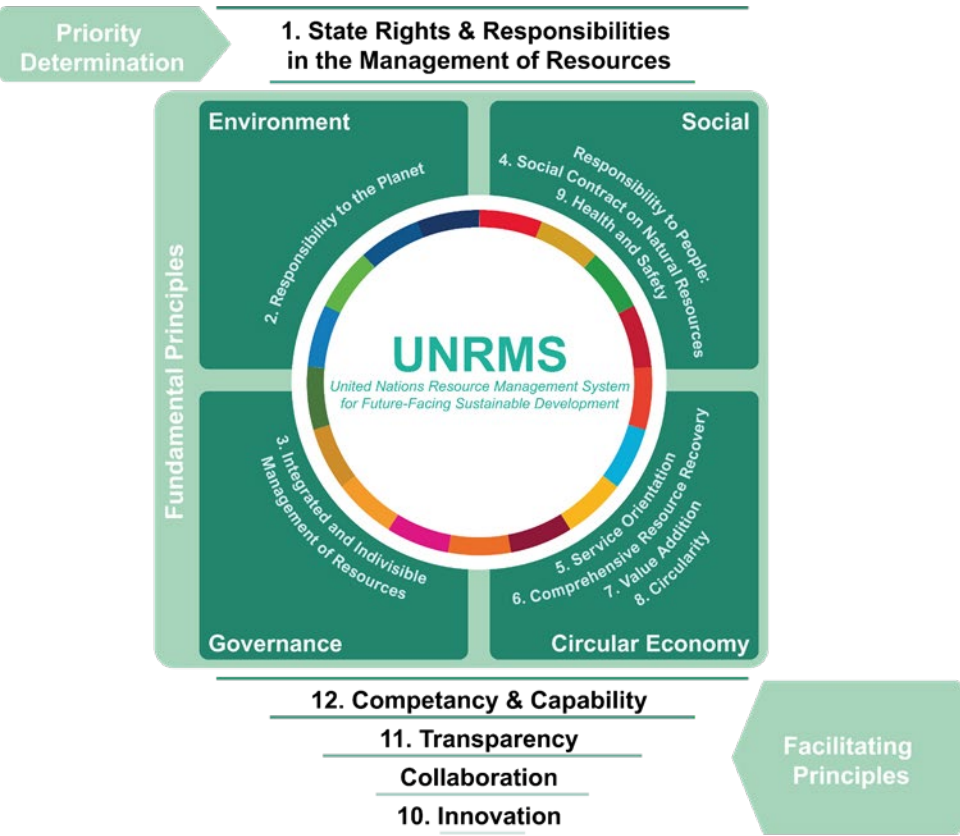 Priority
Determination
1. State Rights & Responsibilities
in the Management of Resources
Fundamental Principles
Environment
2. Responsibility to the Planet
Social
Responsibility to People:
4. Social Contract on Natural Resources
9. Health and Safety
UNRMS
United Nations Resource Management System
for Future-Facing Sustainable Development
3. Integrated and Indivisible
Management of Resources
Governance
5. Service Orientation
6. Comprehensive Resource Recovery
7. Value Addition
8. Circularity
Circular Economy
12. Competancy & Capability
11. Transparency
Collaboration
10. Innovation
Facilitating
Principles